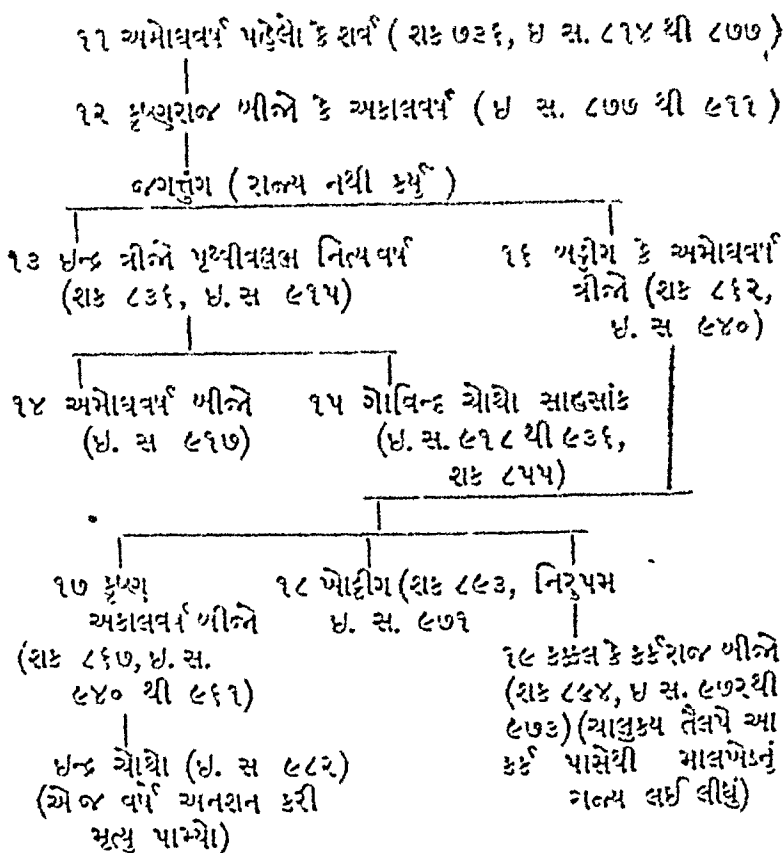 ૧૧ અમોઘવર્ષ પહેલો કે શર્વ ( શક ૭૩૬, ઇ સ. ૮૧૪ થી ૮૭૭ )
૧૨ કૃષ્ણરાજ બીજો કે અકાલવર્ષ ( ઇ સ. ૮૭૭ થી ૯૧૧ )
જગત્તુંગ ( રાજ્ય નથી કર્યું )
૧૩ ઇન્દ્ર ત્રીજો પૃથ્વીવલ્લભ નિત્યવર્ષ
(શક ૮૩૬, ઇ. સ ૯૧૫)
૧૬ બદ્દીગ કે અમોઘવર્ષ
ત્રીજો (શક ૮૬૨,
ઇ. સ ૯૪૦)
૧૪ અમોઘવર્ષ બીજો
(ઇ. સ ૯૧૭)
૧૫ ગોવિન્દ ચોથો સાહસાંક
(ઇ. સ. ૯૧૮ થી ૯૩૬,
શક ૮૫૫)
૧૭ કૃષ્ણ
અકાલવર્ષ બીજો
(શક ૮૬૭, ઇ. સ.
૯૪૦ થી ૯૬૧)
૧૮ ખોટ્ટીગ (શક ૮૯૩,
ઇ. સ. ૯૭૧
નિરુપમ
૧૯ કક્કલ કે કર્કરાજ બીજો
(શક ૮૯૪, ઇ સ. ૯૭૨થી
૯૭૩) (ચાલુક્ય તૈલપે આ
કર્ક પાસેથી માલખેડનું
રાજ્ય લઈ લીધું)
ઇન્દ્ર ચોથો (ઇ. સ ૯૮૨)
(એ જ વર્ષે અનશન કરી
મૃત્યુ પામ્યો)